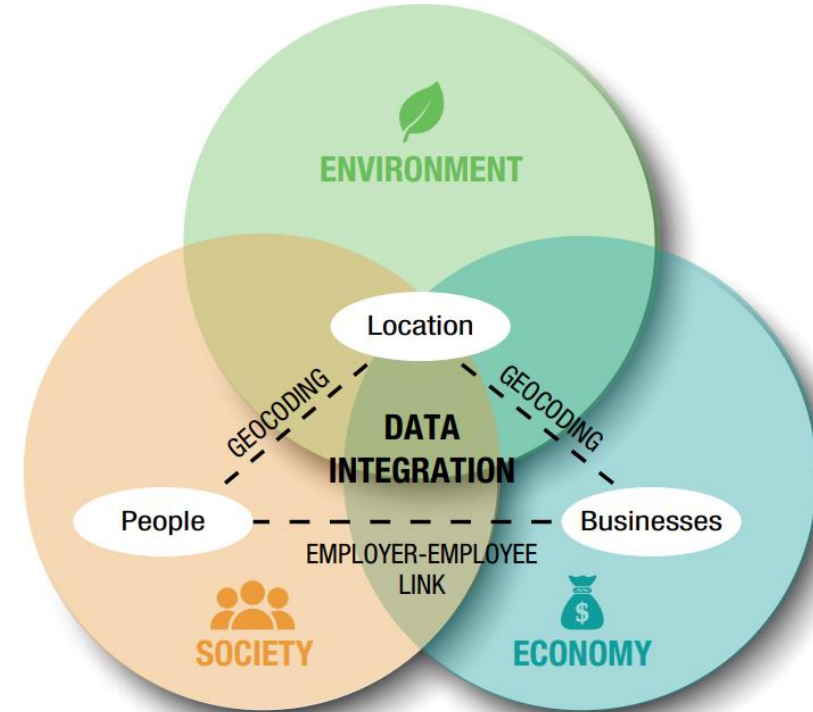 ENVIRONMENT
Location
GEOCODING
GEOCODING
DATA
INTEGRATION
People
Businesses
EMPLOYER-EMPLOYEE
LINK
$
SOCIETY
ECONOMY